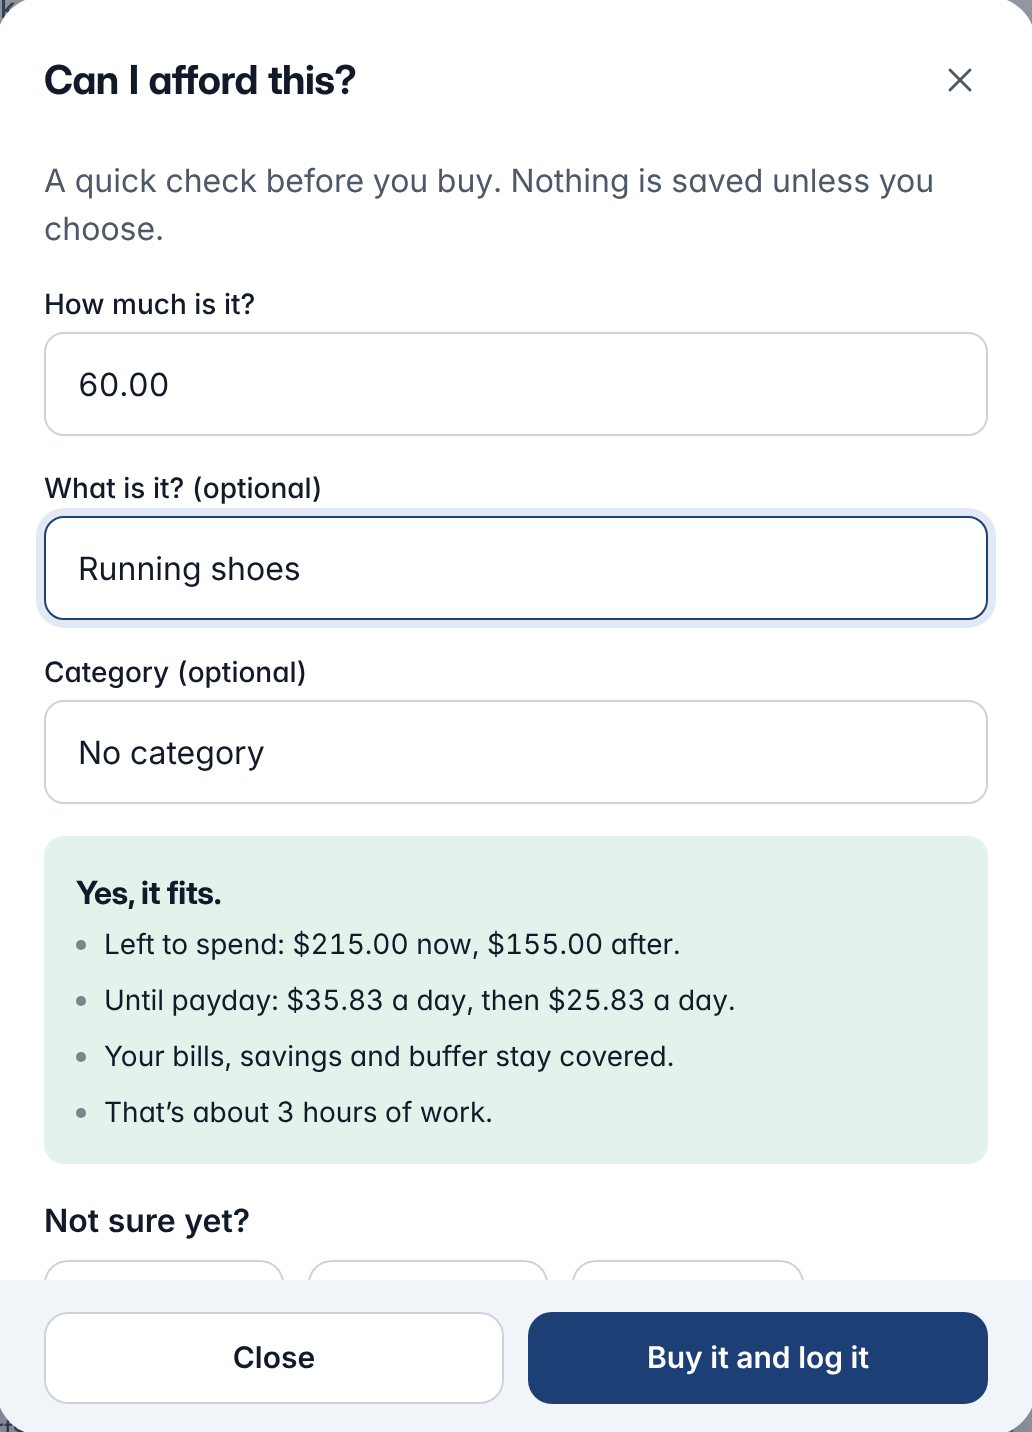 Can I afford this?
A quick check before you buy. Nothing is saved unless you
choose.
How much is it?
60.00
What is it? (optional)
Running shoes
Category (optional)
No category
Yes, it fits.
Left to spend: $215.00 now, $155.00 after.
Until payday: $35.83 a day, then $25.83 a day.
Your bills, savings and buffer stay covered.
That’s about 3 hours of work.
Not sure yet?
Close
Buy it and log it